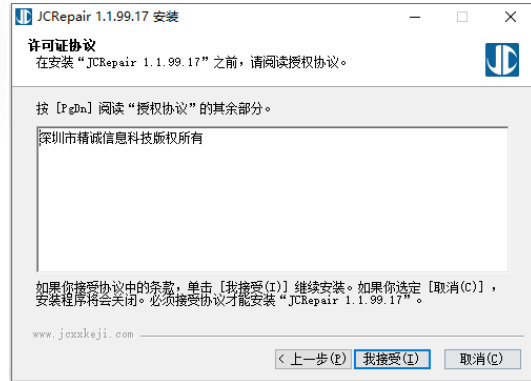 JCRepair 1.1.99.17 安装
许可证协议
在安装“JCRepair 1.1.99.17”之前,请阅读授权协议。
按 [PgDn] 阅读“授权协议”的其余部分。
深圳市精诚信息科技版权所有
如果你接受协议中的条款,单击 [我接受(I)] 继续安装。如果你选定 [取消(C)] ,
安装程序将会关闭。必须接受协议才能安装“JCRepair 1.1.99.17”。
www.jcxxkeji.com
< 上一步(P) 我接受(I) 取消(C)